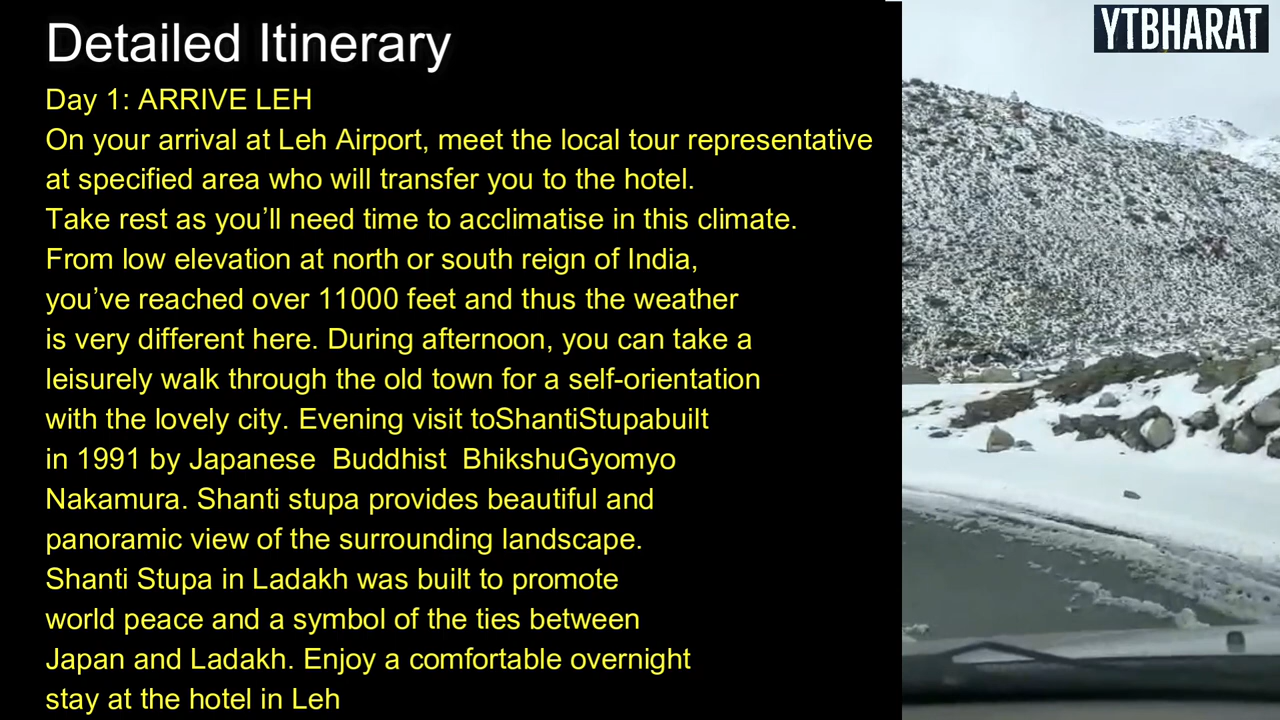 Detailed Itinerary
YTBHARAT
Day 1: ARRIVE LEH
On your arrival at Leh Airport, meet the local tour representative
at specified area who will transfer you to the hotel.
Take rest as you’ll need time to acclimatise in this climate.
From low elevation at north or south reign of India,
you’ve reached over 11000 feet and thus the weather
is very different here. During afternoon, you can take a
leisurely walk through the old town for a self-orientation
with the lovely city. Evening visit toShantiStupabuilt
in 1991 by Japanese  Buddhist  BhikshuGyomyo
Nakamura. Shanti stupa provides beautiful and
panoramic view of the surrounding landscape.
Shanti Stupa in Ladakh was built to promote
world peace and a symbol of the ties between
Japan and Ladakh. Enjoy a comfortable overnight
stay at the hotel in Leh